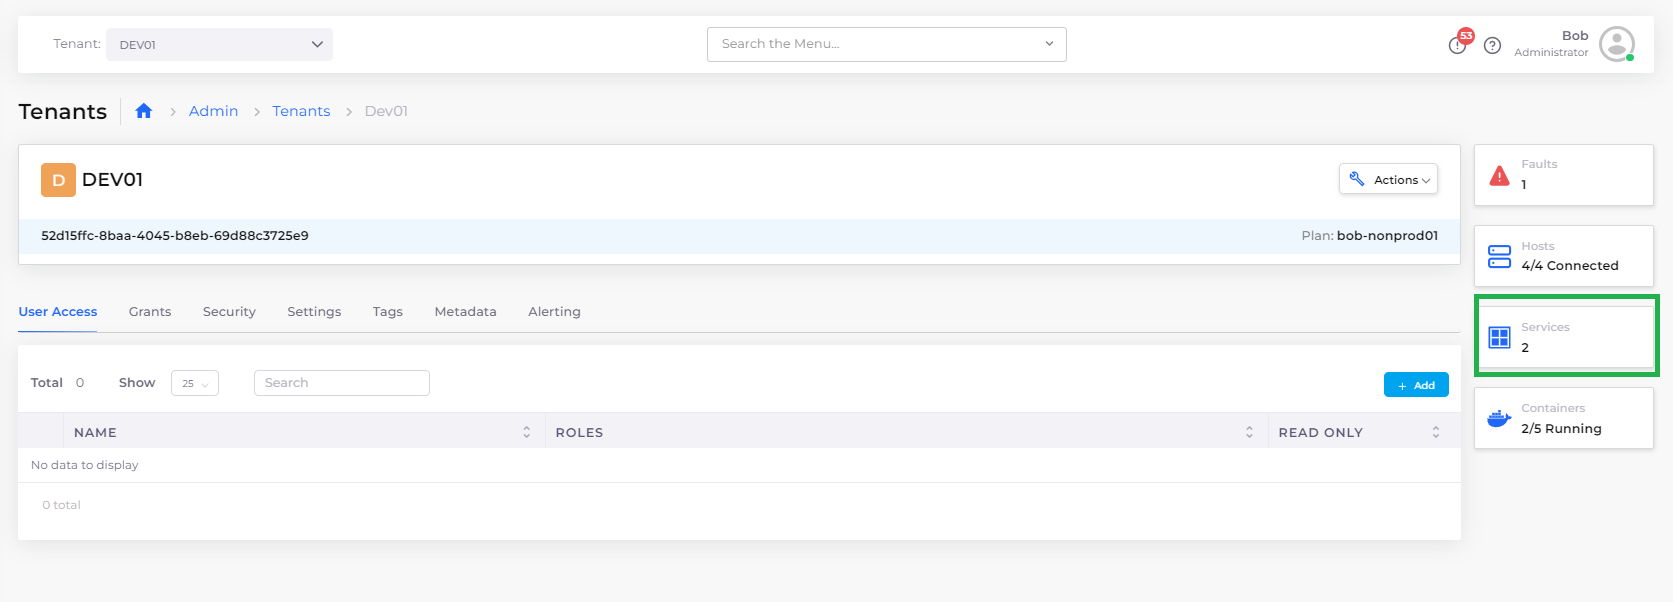 Tenant: DEV01 Search the Menu... 53 Bob
Administrator
Tenants Admin Tenants Dev01
D DEV01 Actions
52d15ffc-8baa-4045-b8eb-69d88c3725e9 Plan: bob-nonprod01
Faults
1
Hosts
4/4 Connected
Services
2
Containers
2/5 Running
User Access Grants Security Settings Tags Metadata Alerting
Total 0 Show 25 Search + Add
NAME ROLES READ ONLY
No data to display
0 total